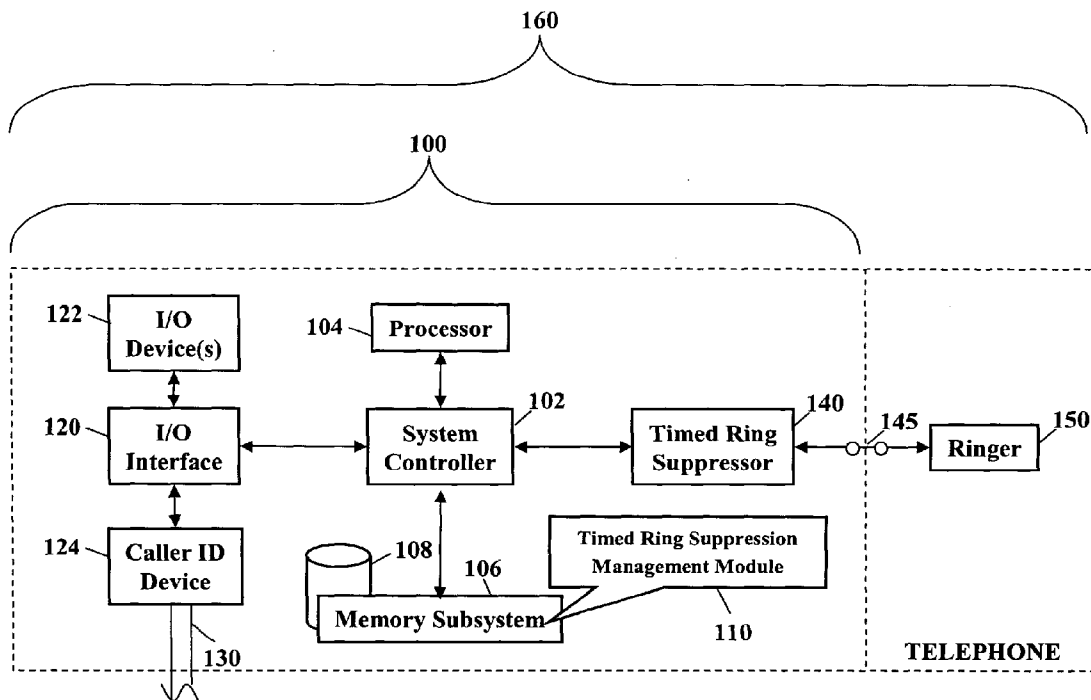 160
100
122
I/O
Device(s)
104
Processor
120
I/O
Interface
102
System
Controller
140
Timed Ring
Suppressor
145
150
Ringer
124
Caller ID
Device
108
106
Memory Subsystem
Timed Ring Suppression
Management Module
110
130
TELEPHONE